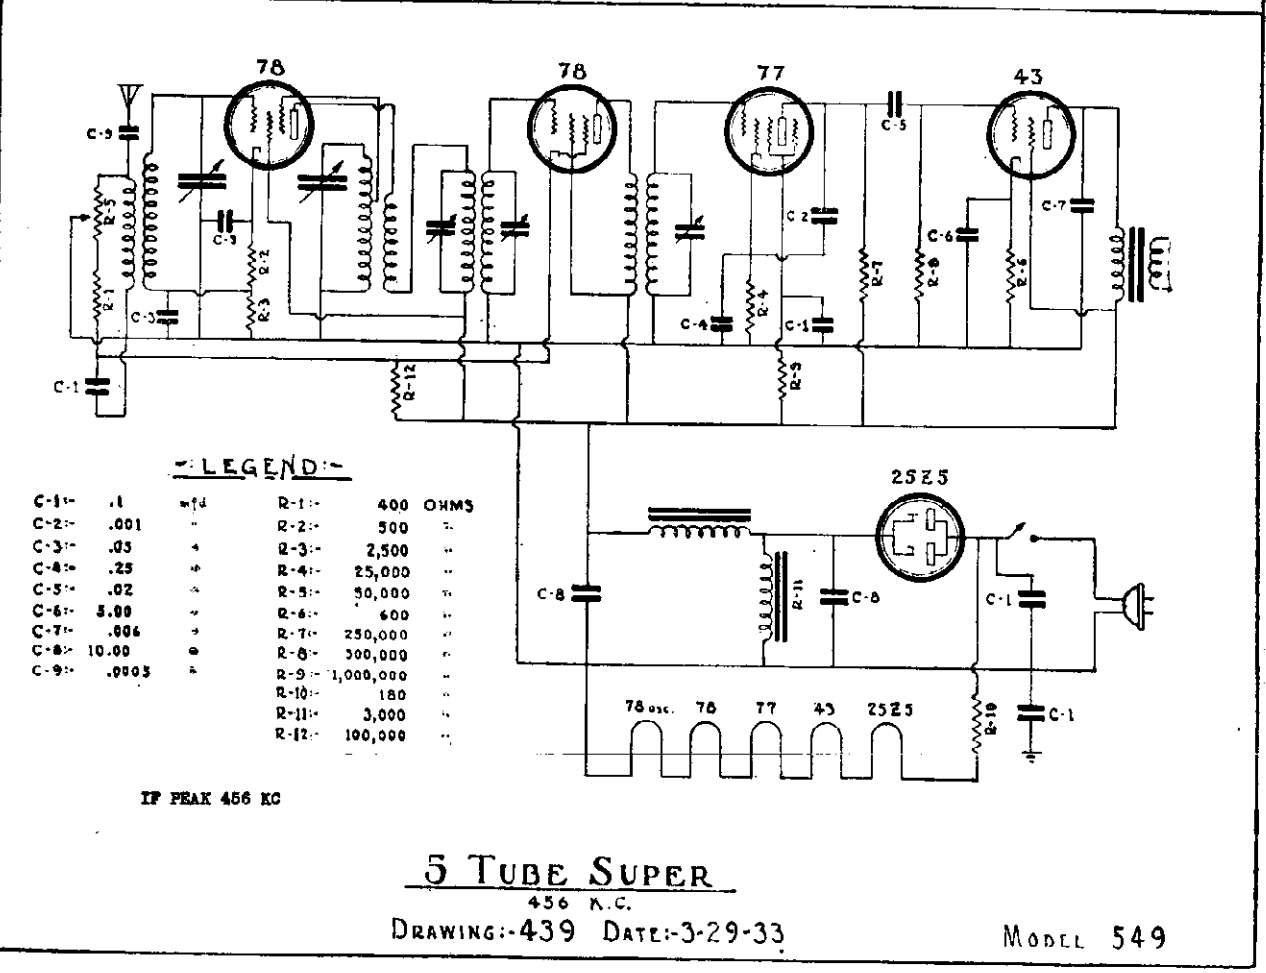 78
78
77
43
C-9
C-5
R-5
C-3
C-2
C-7
C-6
R-2
R-7
R-8
R-6
R-1
C-3
R-3
R-4
C-4
C-1
C-1
R-12
R-9
-:LEGEND:-
C-1:- .1 mfd R-1:- 400 OHMS
C-2:- .001 " R-2:- 500 "
C-3:- .05 " R-3:- 2,500 "
C-4:- .25 " R-4:- 25,000 "
C-5:- .02 " R-5:- 50,000 "
C-6:- 5.00 " R-6:- 600 "
C-7:- .006 " R-7:- 250,000 "
C-8:- 10.00 " R-8:- 500,000 "
C-9:- .0005 " R-9:- 1,000,000 "
R-10:- 180 "
R-11:- 3,000 "
R-12:- 100,000 "
25Z5
C-8
R-11
C-8
C-1
78 OSC. 78 77 43 25Z5
R-10
C-1
IF PEAK 456 KC
5 TUBE SUPER
456 K.C.
DRAWING:-439 DATE:-3-29-33
MODEL 549